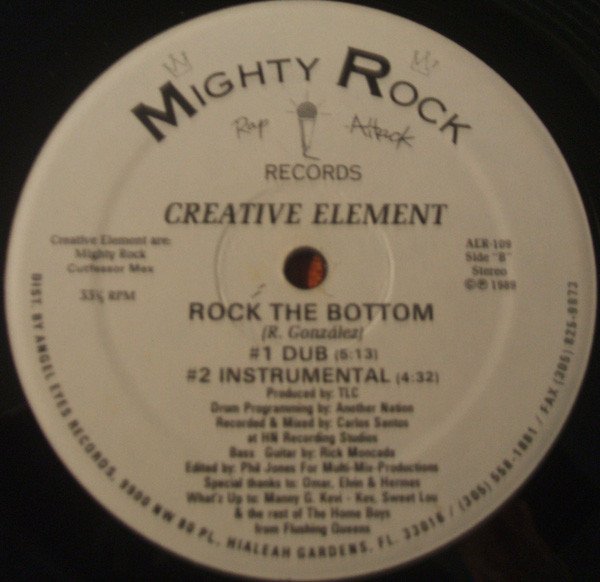 MIGHTY ROCK
Rap Attack
RECORDS
CREATIVE ELEMENT
Creative Element are:
Mighty Rock
Mex
33⅓ RPM
AER-109
Side "B"
Stereo
©℗ 1989
ROCK THE BOTTOM
(R. González)
#1 DUB (5:13)
#2 INSTRUMENTAL (4:32)
Produced by: TLC
Drum Programming by: Another Nation
Recorded & Mixed by: Carlos Santos
at HN Recording Studios
Bass Guitar by: Rick Moncada
Edited by: Phil Jones For Multi-Mix-Productions
Special thanks to: Omar, Elvin & Hermes
What'z Up to: Manny G. Kevi - Kev. Sweet Lou
& the rest of The Home Boys
from Flushing Queens
DIST. BY ANGEL EYES RECORDS, 9900 NW 80 PL, HIALEAH GARDENS, FL. 33016 / (305) 558-1881 / FAX (305) 826-6973